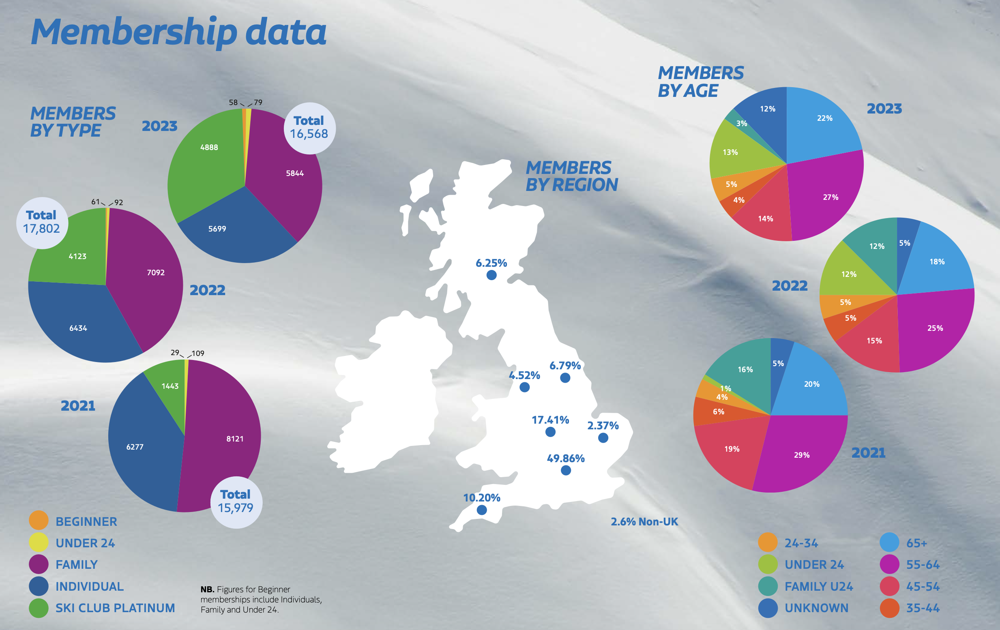 Membership data
MEMBERS
BY TYPE
2023
58
79
Total
16,568
4888
5844
5699
61
92
Total
17,802
4123
7092
6434
2022
29
109
1443
2021
6277
8121
Total
15,979
BEGINNER
UNDER 24
FAMILY
INDIVIDUAL
SKI CLUB PLATINUM
NB. Figures for Beginner
memberships include Individuals,
Family and Under 24.
MEMBERS
BY REGION
6.25%
6.79%
4.52%
17.41%
2.37%
49.86%
10.20%
2.6% Non-UK
MEMBERS
BY AGE
2023
12%
22%
3%
13%
5%
27%
4%
14%
2022
5%
12%
18%
12%
5%
5%
25%
15%
5%
16%
20%
1%
4%
6%
19%
29%
2021
24-34
UNDER 24
FAMILY U24
UNKNOWN
65+
55-64
45-54
35-44